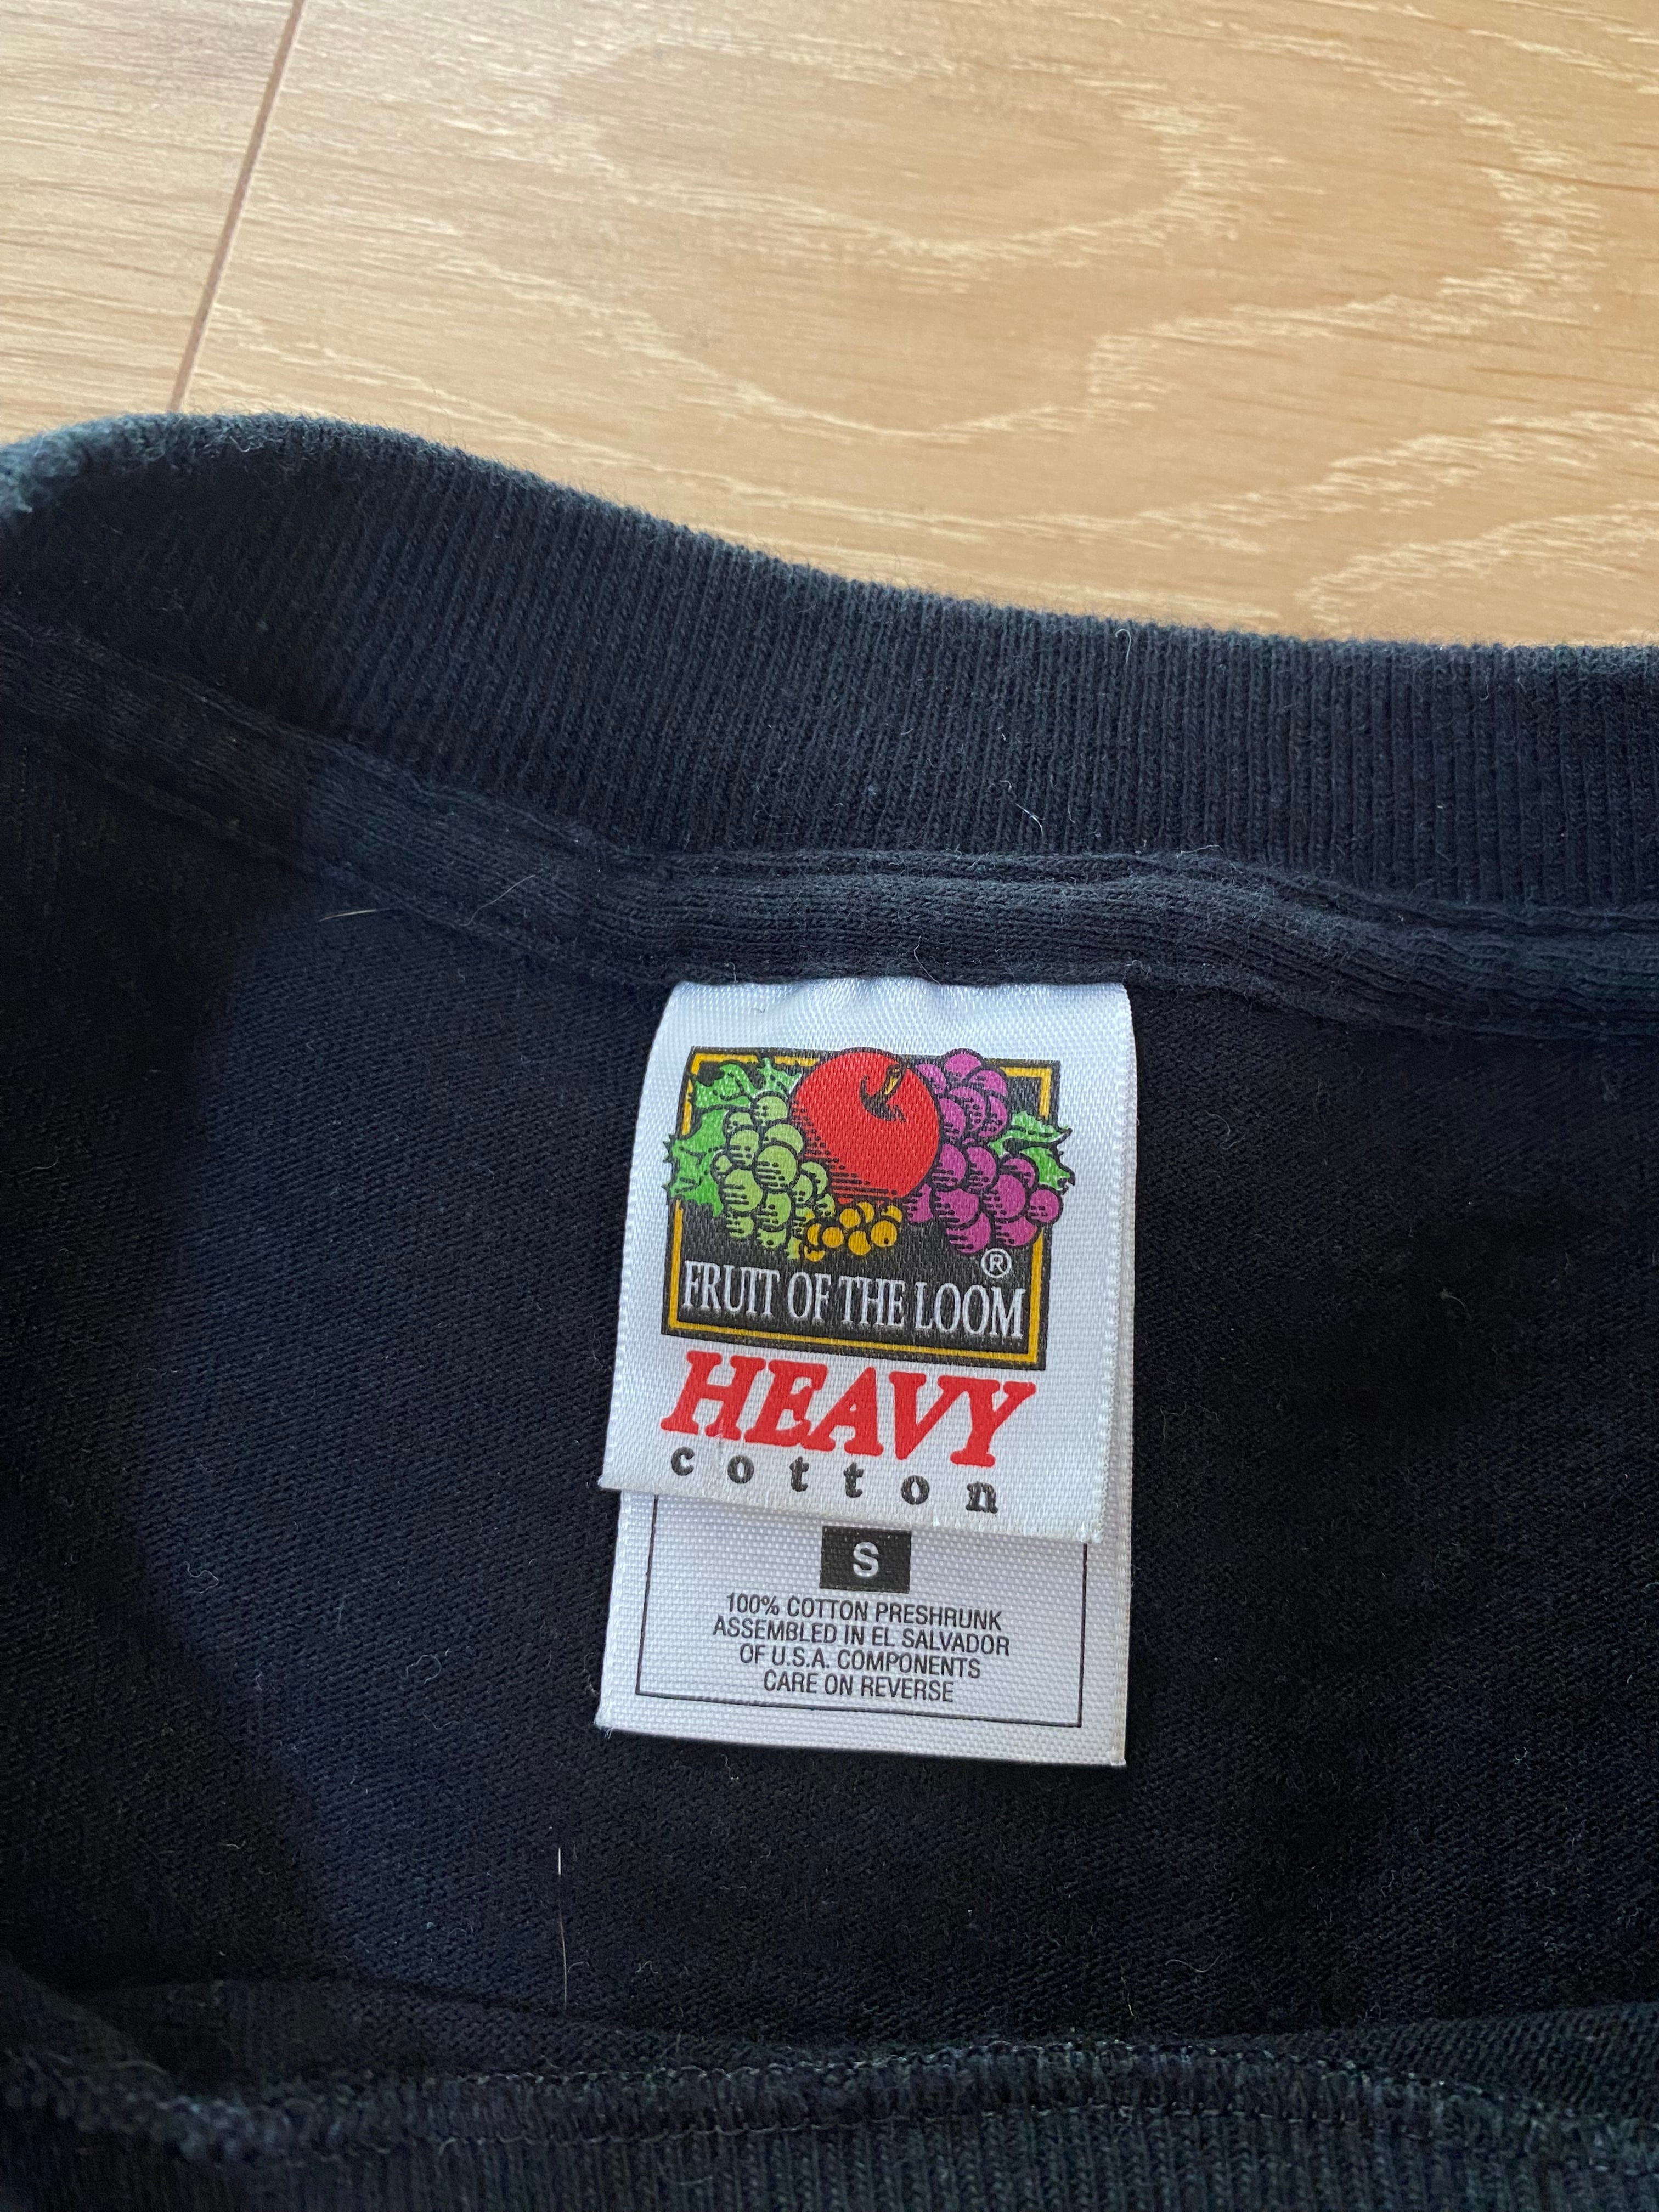 ®
FRUIT OF THE LOOM
HEAVY
cotton
S
100% COTTON PRESHRUNK
ASSEMBLED IN EL SALVADOR
OF U.S.A. COMPONENTS
CARE ON REVERSE